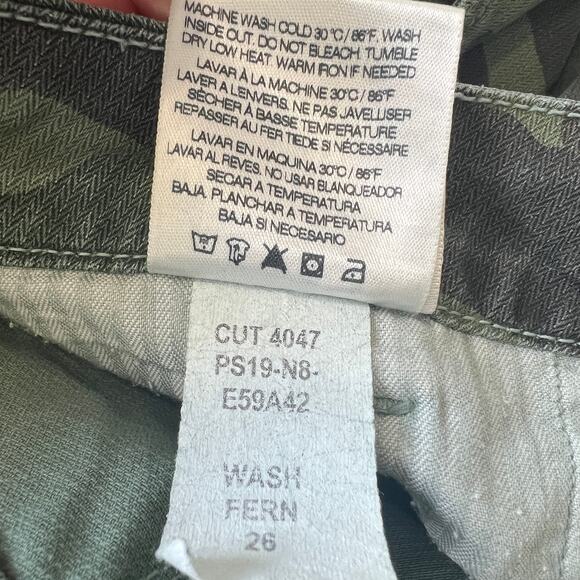 MACHINE WASH COLD 30°C/86°F. WASH
INSIDE OUT. DO NOT BLEACH. TUMBLE
DRY LOW HEAT. WARM IRON IF NEEDED
LAVAR À LA MACHINE 30°C/86°F
LAVER A L'ENVERS. NE PAS JAVELLISER
SÉCHER À BASSE TEMPERATURE
REPASSER AU FER TIEDE SI NÉCESSAIRE
LAVAR EN MAQUINA 30°C/86°F
LAVAR AL REVES. NO USAR BLANQUEADOR
SECAR A TEMPERATURA
BAJA. PLANCHAR A TEMPERATURA
BAJA SI NECESARIO
CUT 4047
PS19-N8-
E59A42
WASH
FERN
26